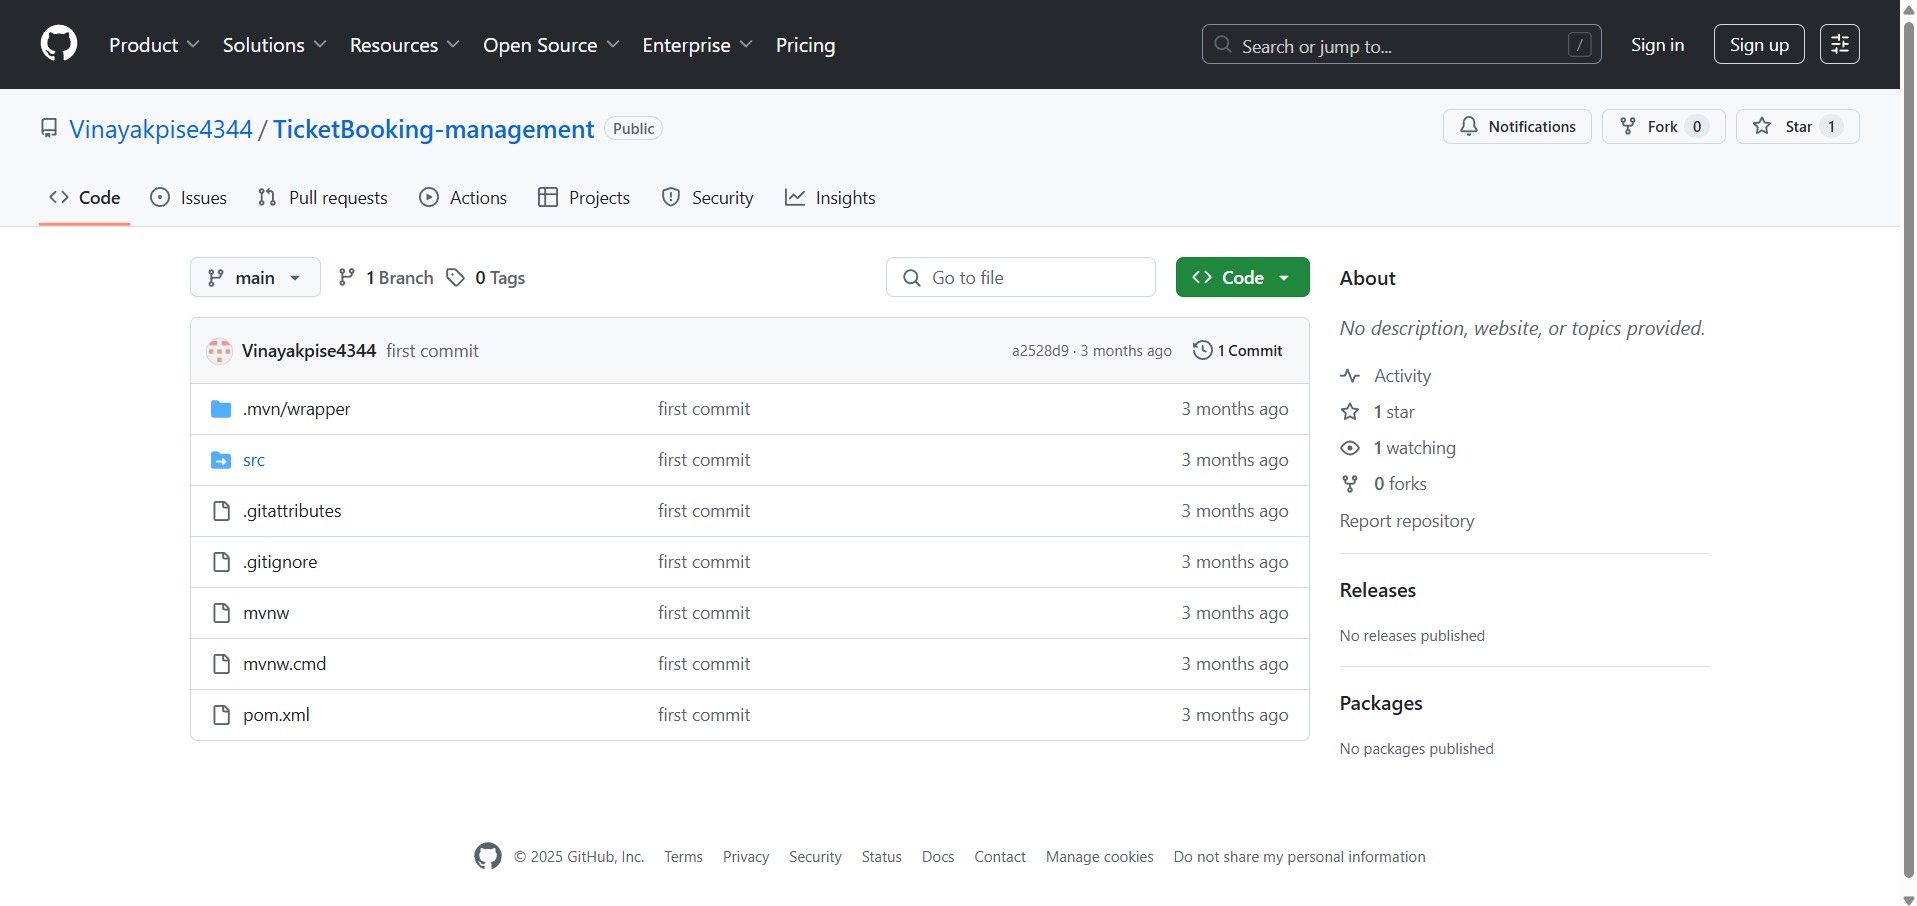 Product Solutions Resources Open Source Enterprise Pricing Search or jump to... / Sign in Sign up
Vinayakpise4344 / TicketBooking-management Public Notifications Fork 0 Star 1
Code Issues Pull requests Actions Projects Security Insights
main 1 Branch 0 Tags Go to file Code
Vinayakpise4344 first commit a2528d9 · 3 months ago 1 Commit
.mvn/wrapper first commit 3 months ago
src first commit 3 months ago
.gitattributes first commit 3 months ago
.gitignore first commit 3 months ago
mvnw first commit 3 months ago
mvnw.cmd first commit 3 months ago
pom.xml first commit 3 months ago
About
No description, website, or topics provided.
Activity
1 star
1 watching
0 forks
Report repository
Releases
No releases published
Packages
No packages published
© 2025 GitHub, Inc. Terms Privacy Security Status Docs Contact Manage cookies Do not share my personal information